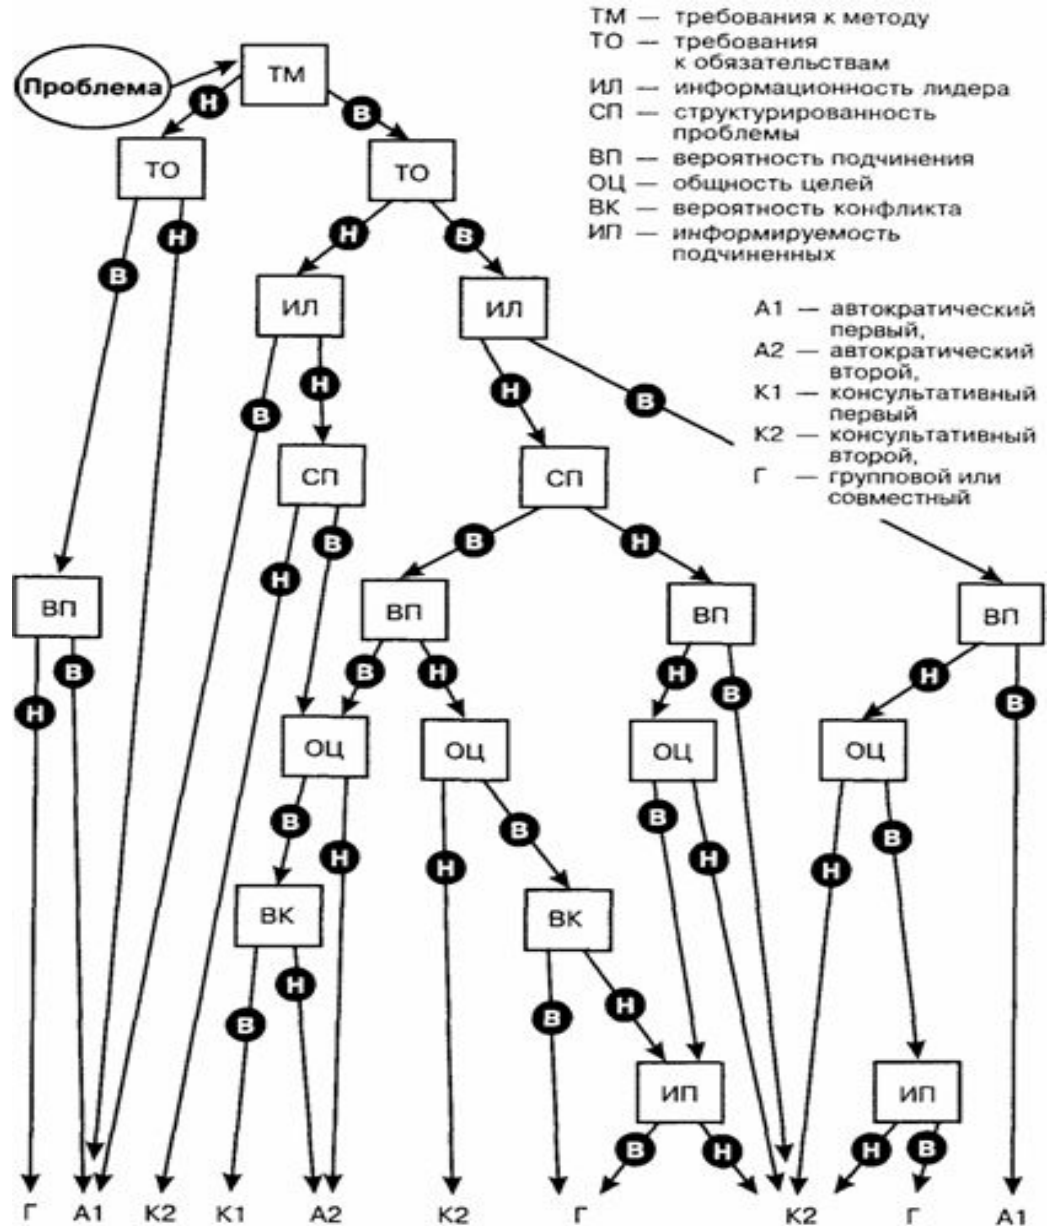 ТМ — требования к методу
ТО — требования
к обязательствам
ИЛ — информационность лидера
СП — структурированность
проблемы
ВП — вероятность подчинения
ОЦ — общность целей
ВК — вероятность конфликта
ИП — информируемость
подчиненных
А1 — автократический
первый,
А2 — автократический
второй,
К1 — консультативный
первый
К2 — консультативный
второй,
Г — групповой или
совместный
Проблема
ТМ
Н
В
ТО
ТО
Н
Н
В
В
ИЛ
ИЛ
Н
Н
В
В
СП
СП
В
В
Н
Н
ВП
ВП
ВП
ВП
В
В
Н
Н
Н
В
Н
В
ОЦ
ОЦ
ОЦ
ОЦ
В
В
В
В
Н
Н
Н
Н
ВК
ВК
Н
В
В
Н
ИП
ИП
В
Н
Н
В
Г А1 К2 К1 А2 К2 Г К2 Г А1